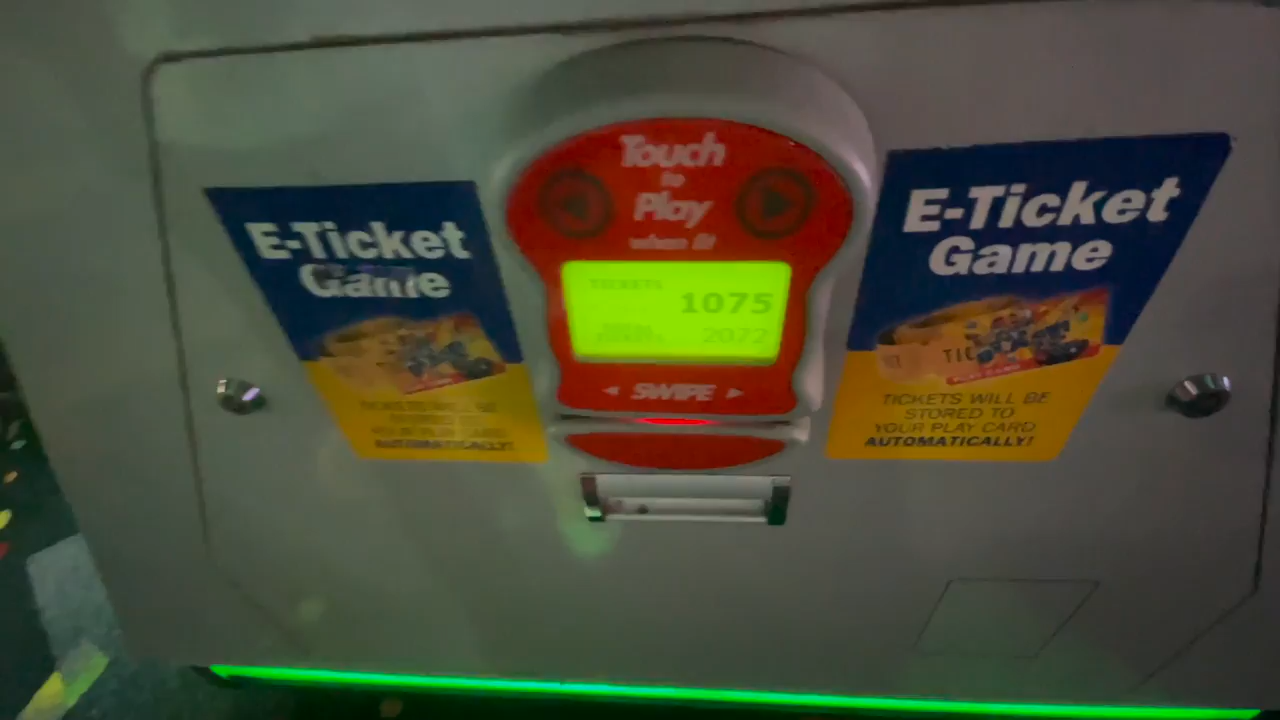 Touch
to
Play
when lit
E-Ticket
Game
TICKETS
1075
2072
SWIPE
AUTOMATICALLY!
E-Ticket
Game
TICKETS WILL BE
STORED TO
YOUR PLAY CARD
AUTOMATICALLY!